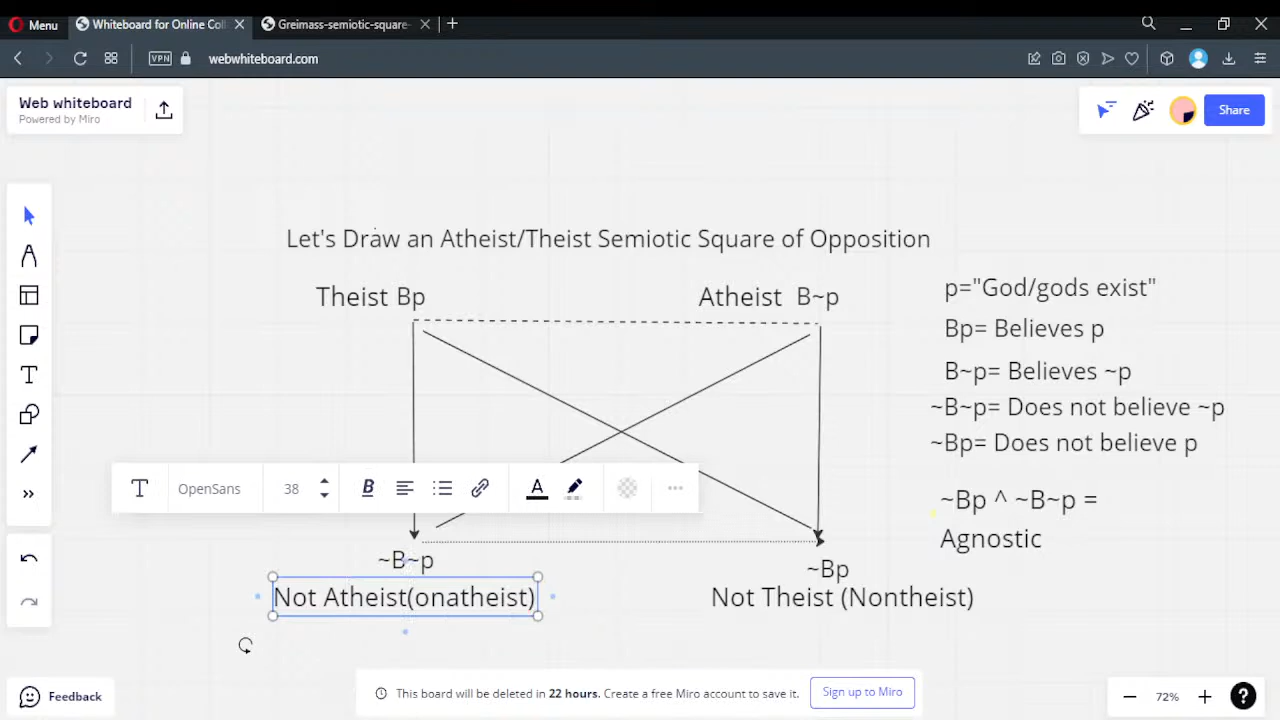 Menu
Whiteboard for Online Col
Greimass-semiotic-square-
VPN
webwhiteboard.com
Web whiteboard
Powered by Miro
Share
Let's Draw an Atheist/Theist Semiotic Square of Opposition
Theist Bp
Atheist B~p
p="God/gods exist"
Bp= Believes p
B~p= Believes ~p
~B~p= Does not believe ~p
~Bp= Does not believe p
T
OpenSans
38
B
A
~Bp ^ ~B~p =
Agnostic
~B~p
Not Atheist(onatheist)
~Bp
Not Theist (Nontheist)
Feedback
This board will be deleted in 22 hours. Create a free Miro account to save it.
Sign up to Miro
72%